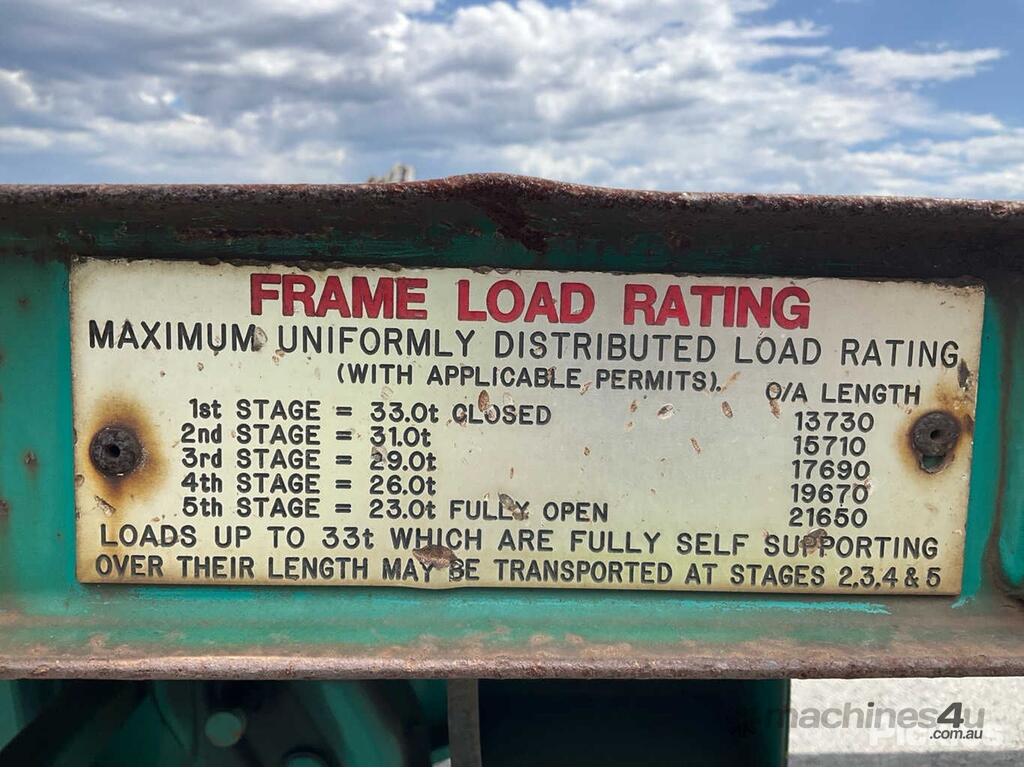 FRAME LOAD RATING
MAXIMUM UNIFORMLY DISTRIBUTED LOAD RATING
(WITH APPLICABLE PERMITS).
O/A LENGTH
1st STAGE = 33.0t CLOSED 13730
2nd STAGE = 31.0t 15710
3rd STAGE = 29.0t 17690
4th STAGE = 26.0t 19670
5th STAGE = 23.0t FULLY OPEN 21650
LOADS UP TO 33t WHICH ARE FULLY SELF SUPPORTING
OVER THEIR LENGTH MAY BE TRANSPORTED AT STAGES 2,3,4 & 5
machines4u
.com.au
Pickles